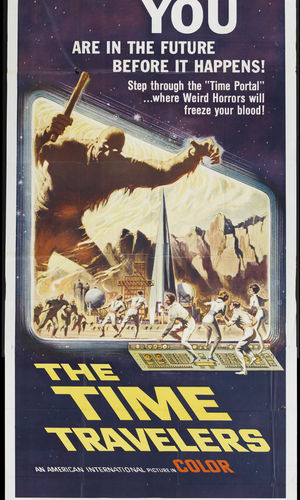 YOU
ARE IN THE FUTURE
BEFORE IT HAPPENS!
Step through the "Time Portal"
...where Weird Horrors will
freeze your blood!
THE
TIME
TRAVELERS
AN AMERICAN INTERNATIONAL PICTURE IN COLOR